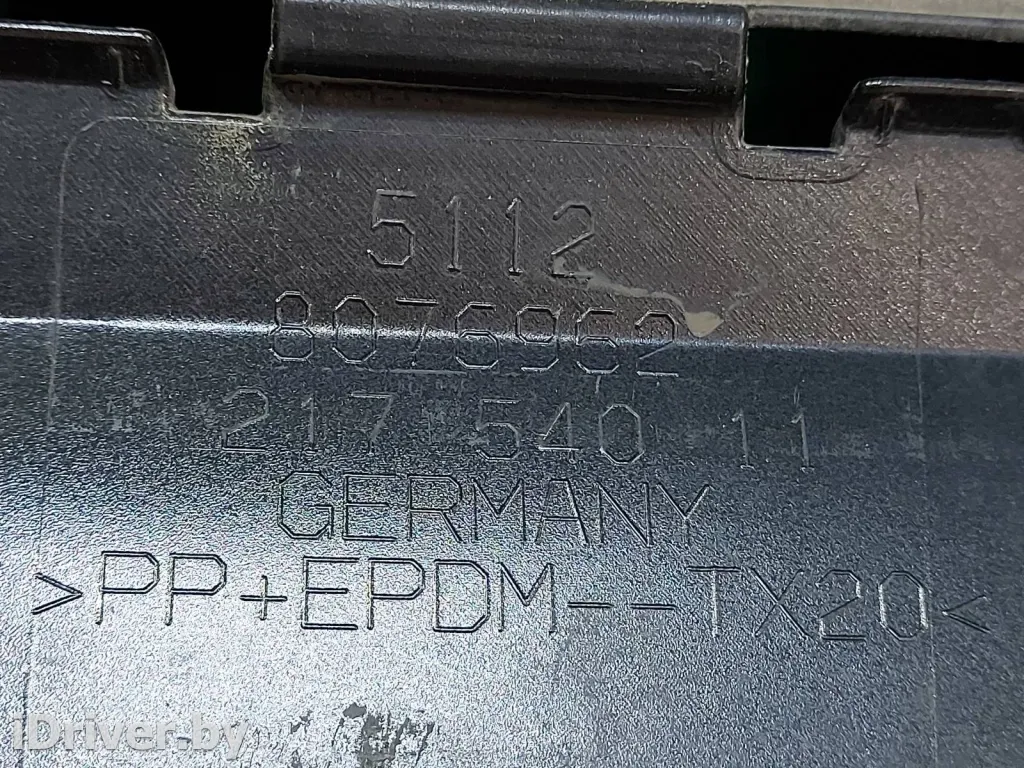 5112
8076962
217 540 11
GERMANY
>PP+EPDM--TX20<
iDriver.by